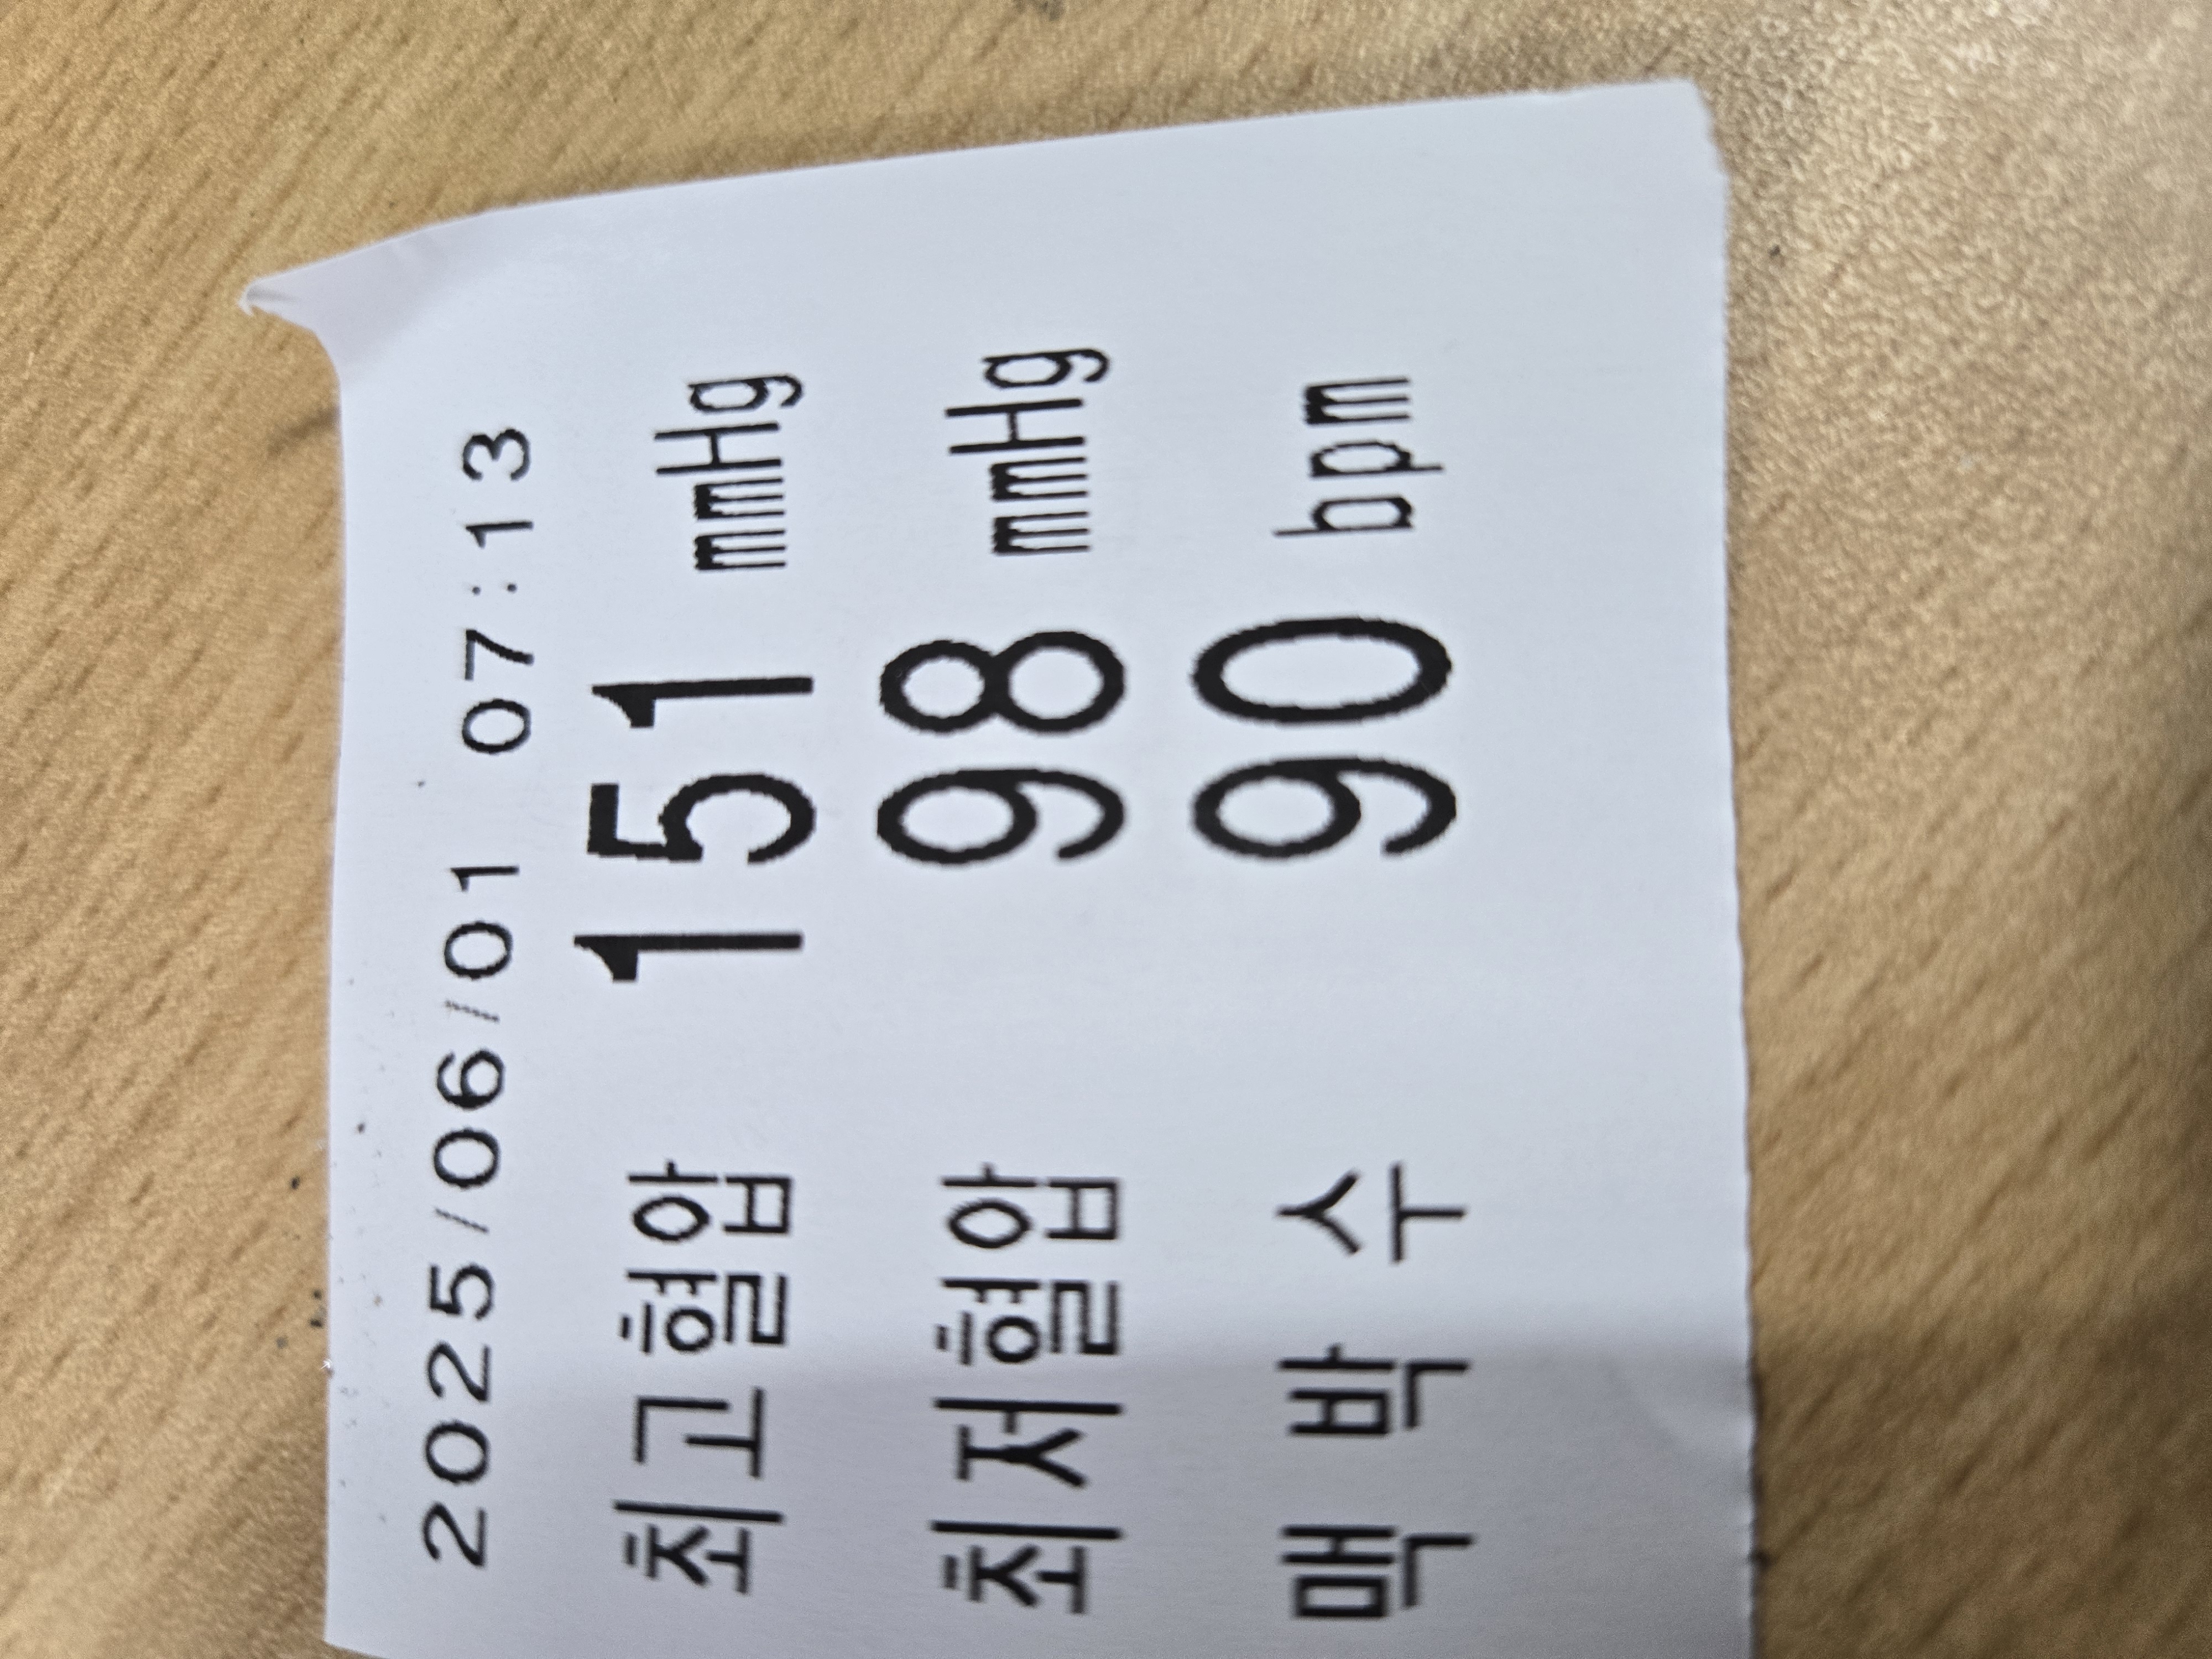 2025/06/01 07:13
최고혈압 151 mmHg
최저혈압 98 mmHg
맥 박 수 90 bpm